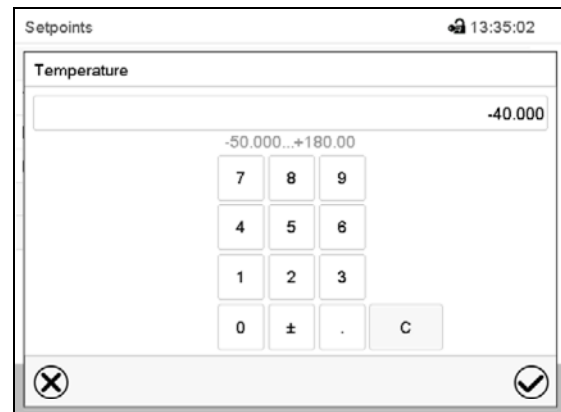 Setpoints 13:35:02
Temperature
-40.000
-50.000...+180.00
7 8 9
4 5 6
1 2 3
0 ± . C